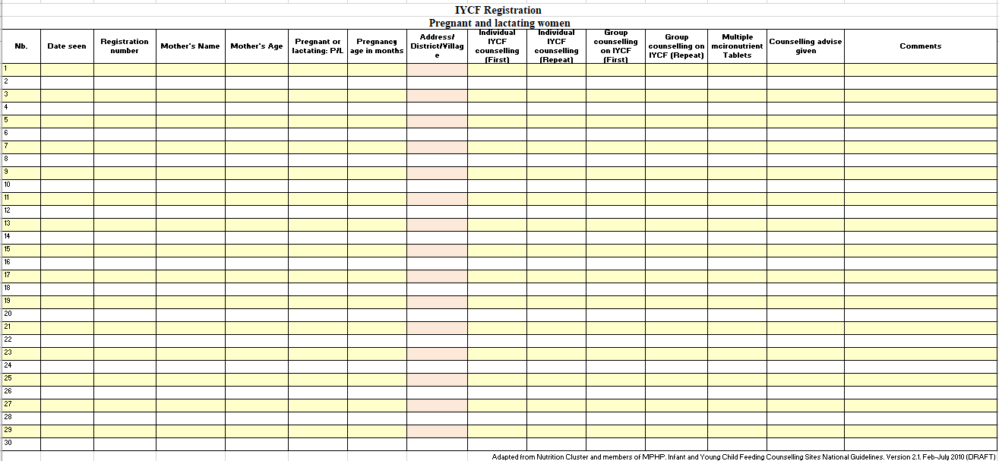 IYCF Registration
Pregnant and lactating women
Nb.
Date seen
Registration
number
Mother's Name
Mother's Age
Pregnant or
lactating: P/L
Pregnancy
age in months
Address/
District/Villag
e
Individual
IYCF
counselling
(First)
Individual
IYCF
counselling
(Repeat)
Group
counselling
on IYCF
(First)
Group
counselling on
IYCF (Repeat)
Multiple
mcironutrient
Tablets
Counselling advise
given
Comments
1
2
3
4
5
6
7
8
9
10
11
12
13
14
15
16
17
18
19
20
21
22
23
24
25
26
27
28
29
30
Adapted from Nutrition Cluster and members of MPHP. Infant and Young Child Feeding Counselling Sites National Guidelines. Version 2.1. Feb-July 2010 (DRAFT)